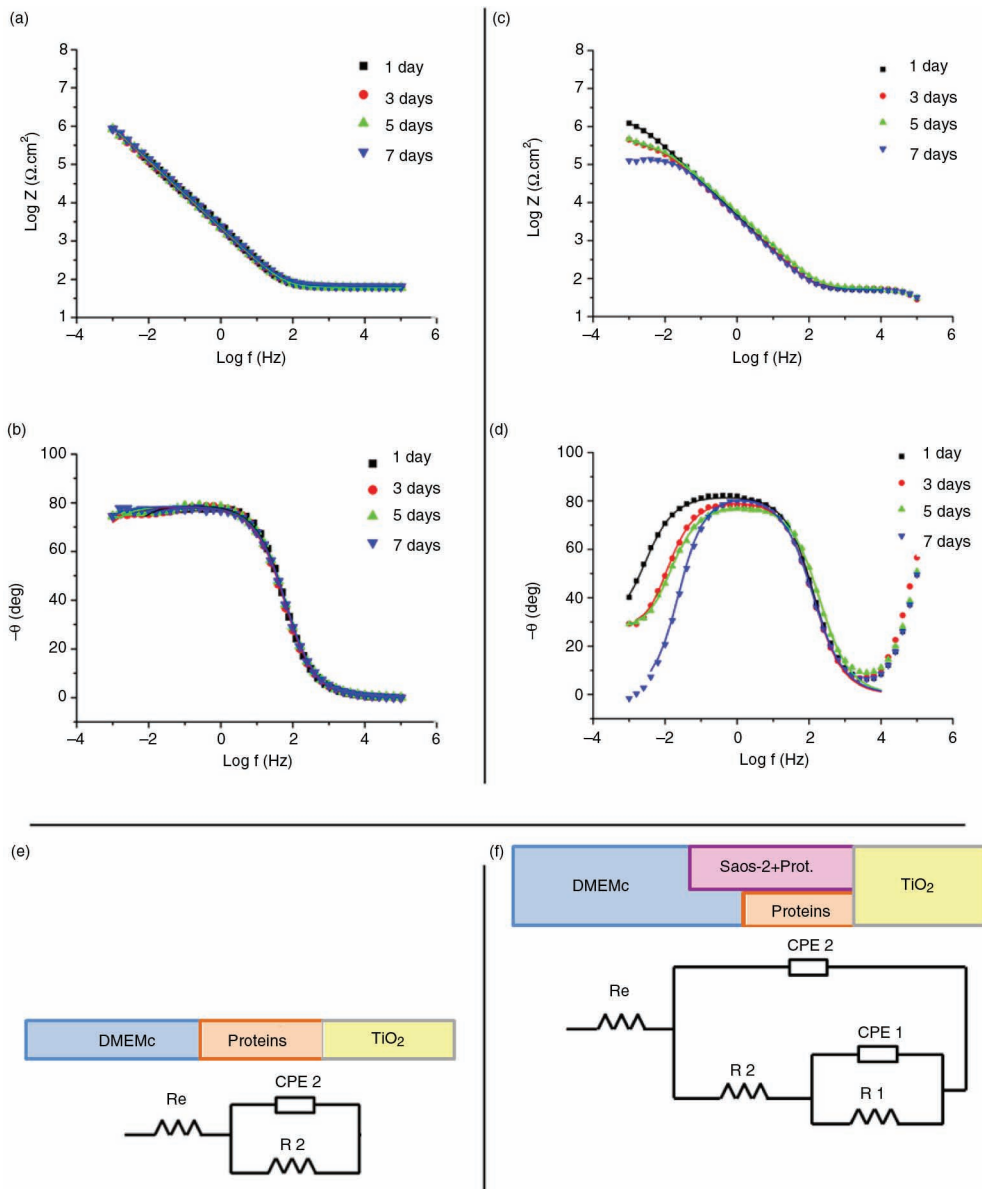 (a)
8
7
6
5
4
3
2
1
Log Z (Ω.cm²)
−4 −2 0 2 4 6
Log f (Hz)
1 day
3 days
5 days
7 days
(c)
8
7
6
5
4
3
2
1
Log Z (Ω.cm²)
−4 −2 0 2 4 6
Log f (Hz)
1 day
3 days
5 days
7 days
(b)
100
80
60
40
20
0
−θ (deg)
−4 −2 0 2 4 6
Log f (Hz)
1 day
3 days
5 days
7 days
(d)
100
80
60
40
20
0
−θ (deg)
−4 −2 0 2 4 6
Log f (Hz)
1 day
3 days
5 days
7 days
(e)
DMEMc Proteins TiO₂
Re
CPE 2
R 2
(f)
DMEMc
Saos-2+Prot.
Proteins
TiO₂
CPE 2
Re
CPE 1
R 2
R 1